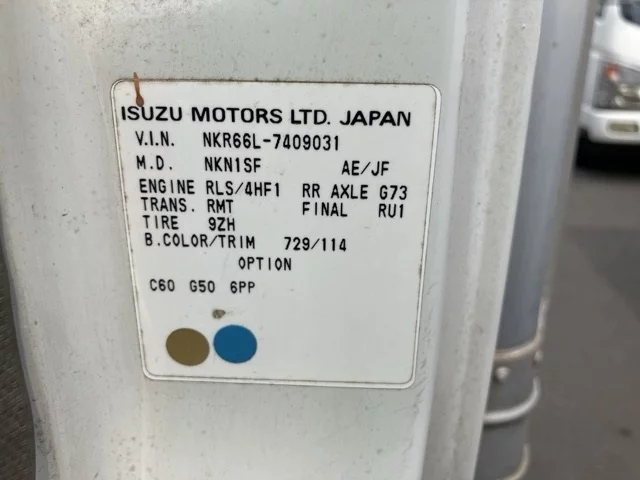 ISUZU MOTORS LTD. JAPAN
V.I.N. NKR66L-7409031
M.D. NKN1SF AE/JF
ENGINE RLS/4HF1 RR AXLE G73
TRANS. RMT FINAL RU1
TIRE 9ZH
B.COLOR/TRIM 729/114
OPTION
C60 G50 6PP